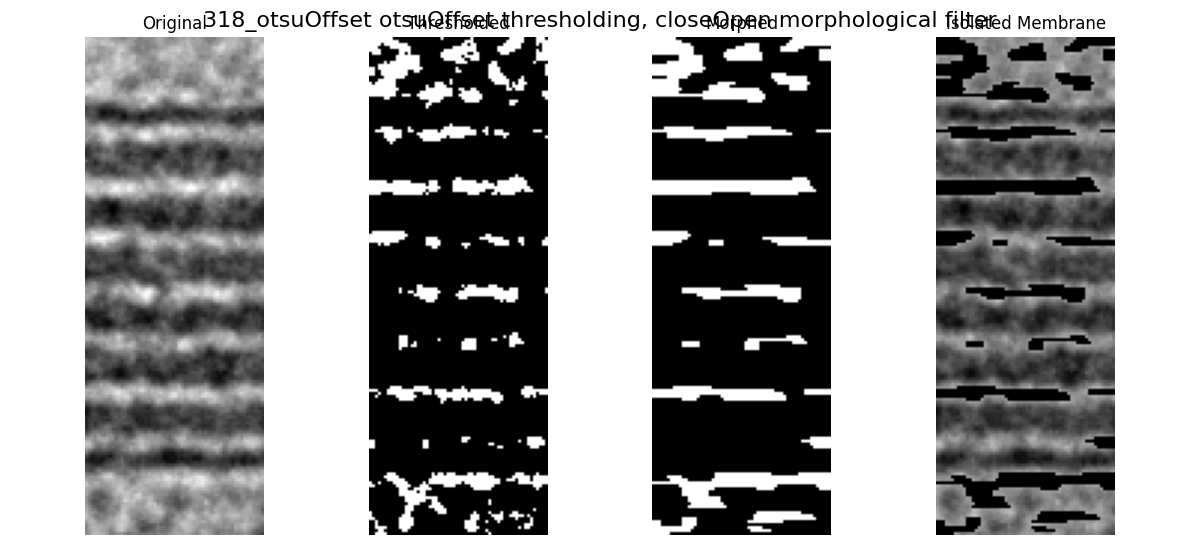 318_otsuOffset otsuOffset thresholding, closeOpen morphological filter
Original
Thresholded
Morphed
Isolated Membrane